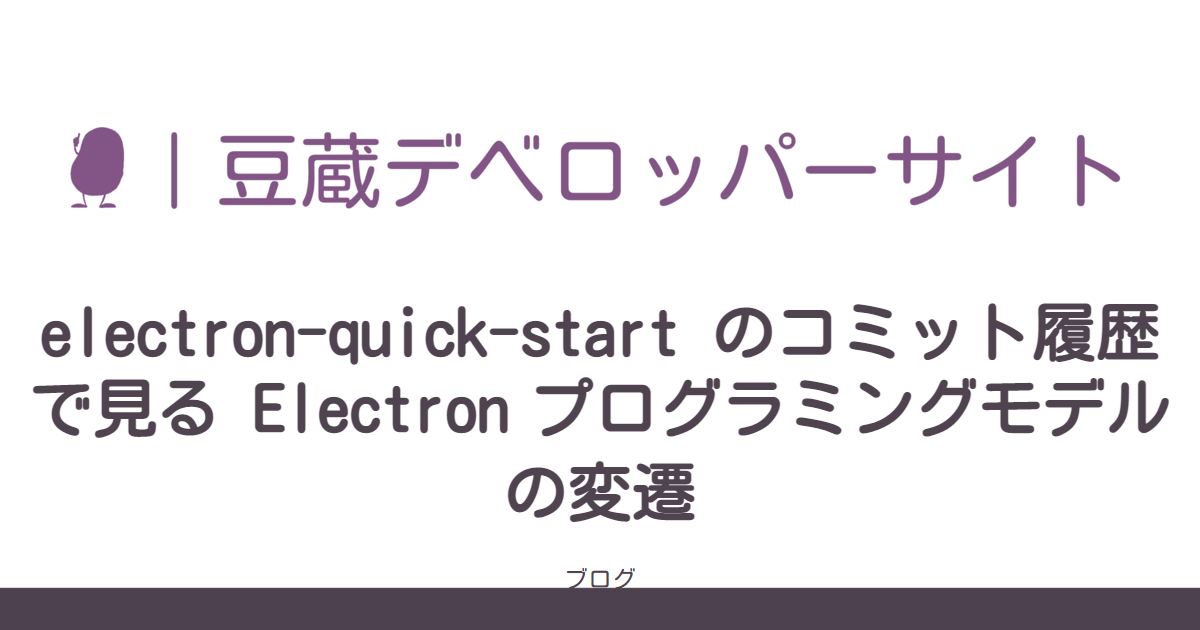 ｜豆蔵デベロッパーサイト
electron-quick-start のコミット履歴
で見る Electron プログラミングモデル
の変遷
ブログ